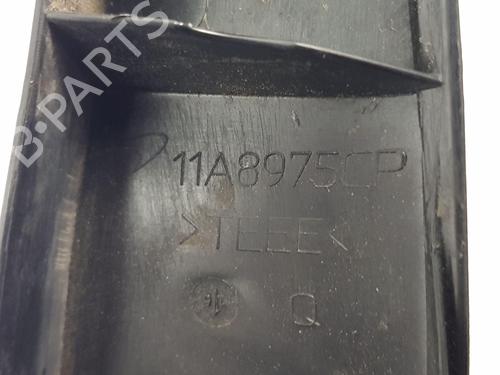 B-PARTS
11A8975CP
>TEEE<
Q